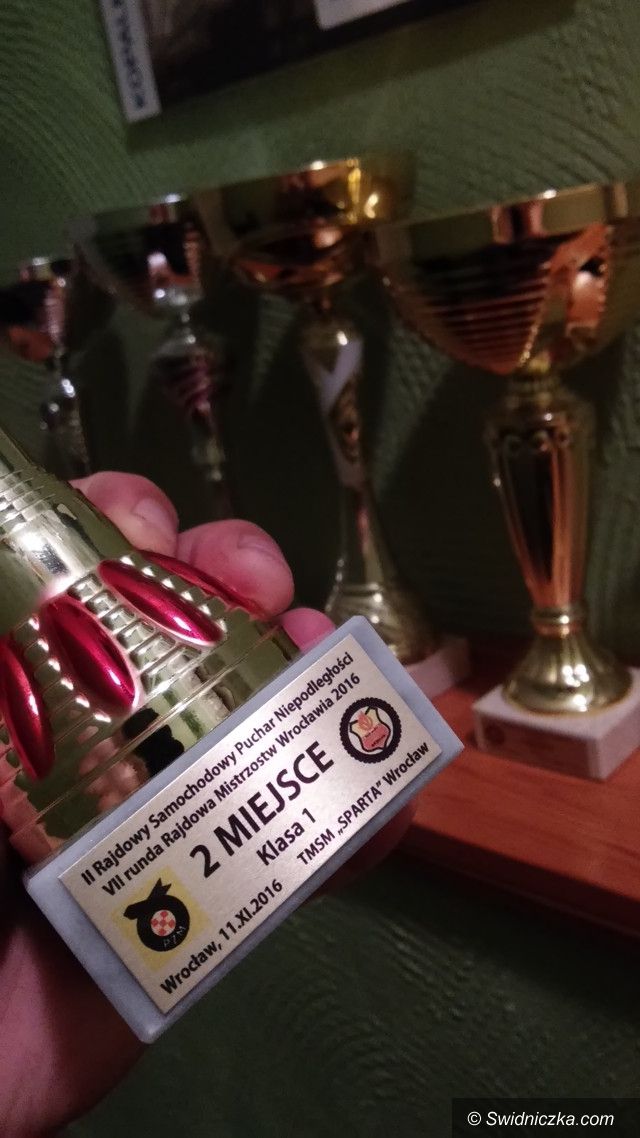 II Rajdowy Samochodowy Puchar Niepodległości
VII runda Rajdowa Mistrzostw Wrocławia 2016
2 MIEJSCE
Klasa 1
Wrocław, 11.XI.2016
TMSM „SPARTA” Wrocław
PZM
© Swidniczka.com